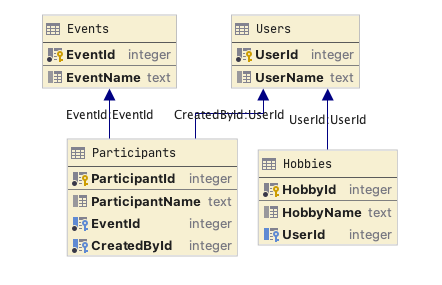 Events
EventId integer
EventName text
Users
UserId integer
UserName text
EventId:EventId
CreatedById:UserId
UserId:UserId
Participants
ParticipantId integer
ParticipantName text
EventId integer
CreatedById integer
Hobbies
HobbyId integer
HobbyName text
UserId integer